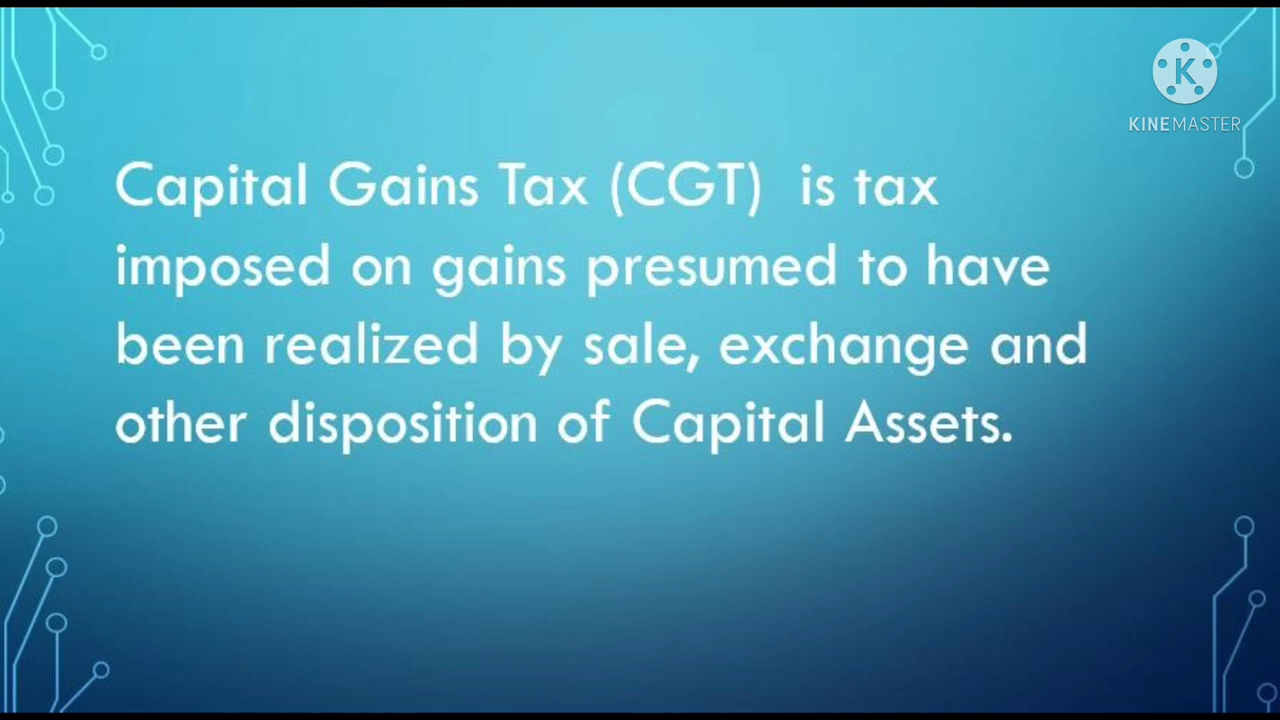 KINEMASTER
Capital Gains Tax (CGT) is tax
imposed on gains presumed to have
been realized by sale, exchange and
other disposition of Capital Assets.